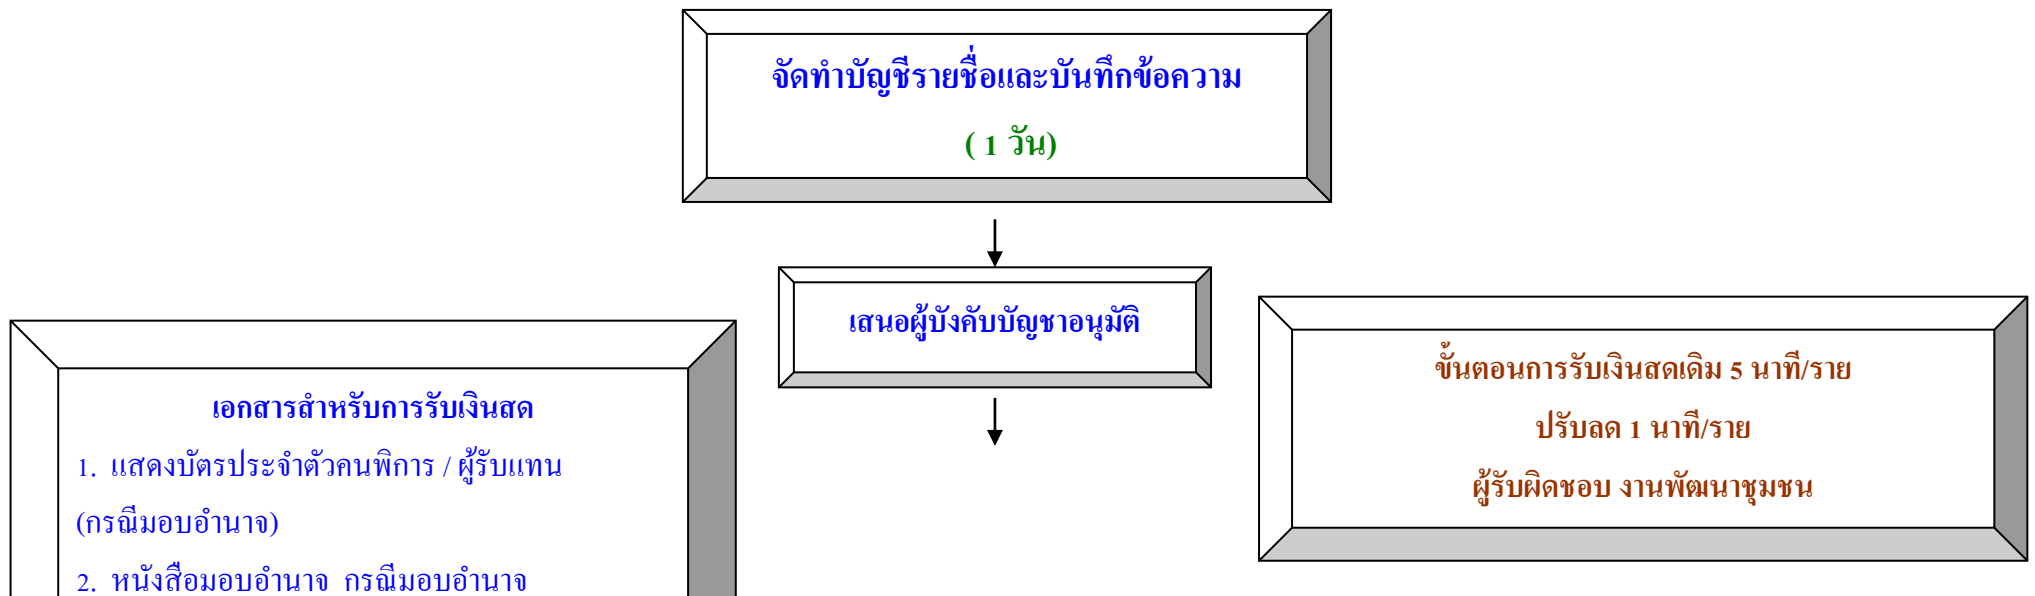 จัดทำบัญชีรายชื่อและบันทึกข้อความ
( 1 วัน)
เสนอผู้บังคับบัญชาอนุมัติ
เอกสารสำหรับการรับเงินสด
1. แสดงบัตรประจำตัวคนพิการ / ผู้รับแทน
(กรณีมอบอำนาจ)
2. หนังสือมอบอำนาจ กรณีมอบอำนาจ
ขั้นตอนการรับเงินสดเดิม 5 นาที/ราย
ปรับลด 1 นาที/ราย
ผู้รับผิดชอบ งานพัฒนาชุมชน